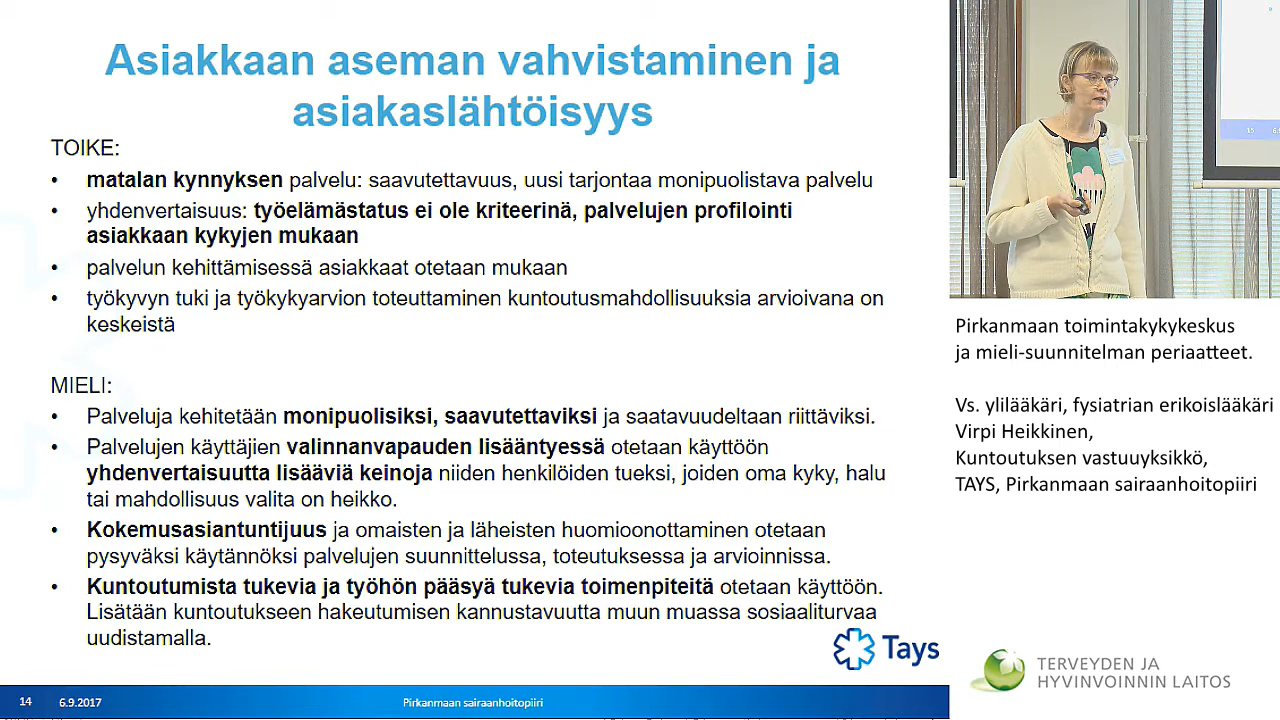 Asiakkaan aseman vahvistaminen ja
asiakaslähtöisyys
TOIKE:
• matalan kynnyksen palvelu: saavutettavuus, uusi tarjontaa monipuolistava palvelu
• yhdenvertaisuus: työelämästatus ei ole kriteerinä, palvelujen profilointi
asiakkaan kykyjen mukaan
• palvelun kehittämisessä asiakkaat otetaan mukaan
• työkyvyn tuki ja työkykyarvion toteuttaminen kuntoutusmahdollisuuksia arvioivana on
keskeistä
MIELI:
• Palveluja kehitetään monipuolisiksi, saavutettaviksi ja saatavuudeltaan riittäviksi.
• Palvelujen käyttäjien valinnanvapauden lisääntyessä otetaan käyttöön
yhdenvertaisuutta lisääviä keinoja niiden henkilöiden tueksi, joiden oma kyky, halu
tai mahdollisuus valita on heikko.
• Kokemusasiantuntijuus ja omaisten ja läheisten huomioonottaminen otetaan
pysyväksi käytännöksi palvelujen suunnittelussa, toteutuksessa ja arvioinnissa.
• Kuntoutumista tukevia ja työhön pääsyä tukevia toimenpiteitä otetaan käyttöön.
Lisätään kuntoutukseen hakeutumisen kannustavuutta muun muassa sosiaaliturvaa
uudistamalla.
Tays
14 6.9.2017 Pirkanmaan sairaanhoitopiiri
15
Pirkanmaan toimintakykykeskus
ja mieli-suunnitelman periaatteet.
Vs. ylilääkäri, fysiatrian erikoislääkäri
Virpi Heikkinen,
Kuntoutuksen vastuuyksikkö,
TAYS, Pirkanmaan sairaanhoitopiiri
TERVEYDEN JA
HYVINVOINNIN LAITOS